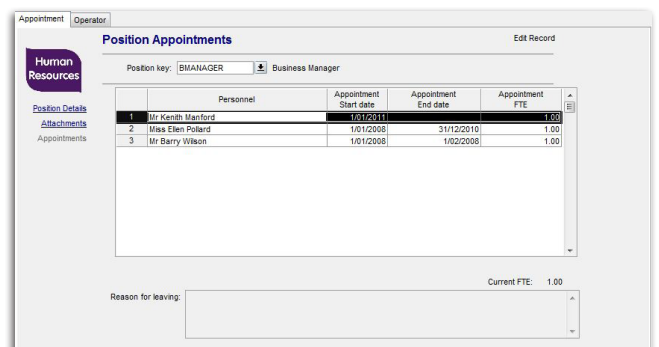 Appointment Operator
Position Appointments Edit Record
Human Resources
Position key: BMANAGER Business Manager
Position Details
Attachments
Appointments
Personnel Appointment Start date Appointment End date Appointment FTE
1 Mr Kenith Manford 1/01/2011 1.00
2 Miss Ellen Pollard 1/01/2008 31/12/2010 1.00
3 Mr Barry Wilson 1/01/2008 1/02/2008 1.00
Current FTE: 1.00
Reason for leaving: